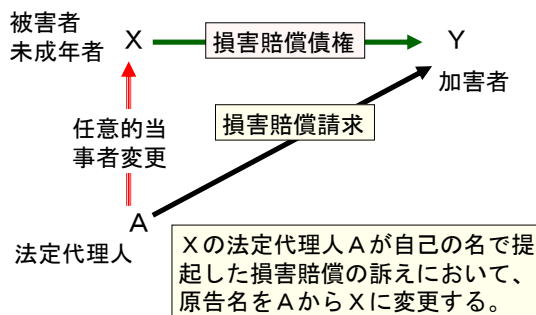 被害者
未成年者
X
損害賠償債権
Y
加害者
任意的当
事者変更
損害賠償請求
A
法定代理人
Xの法定代理人Aが自己の名で提
起した損害賠償の訴えにおいて、
原告名をAからXに変更する。